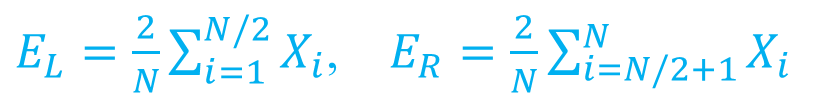 E_L = \frac{2}{N} \sum_{i=1}^{N/2} X_i, \quad E_R = \frac{2}{N} \sum_{i=N/2+1}^{N} X_i